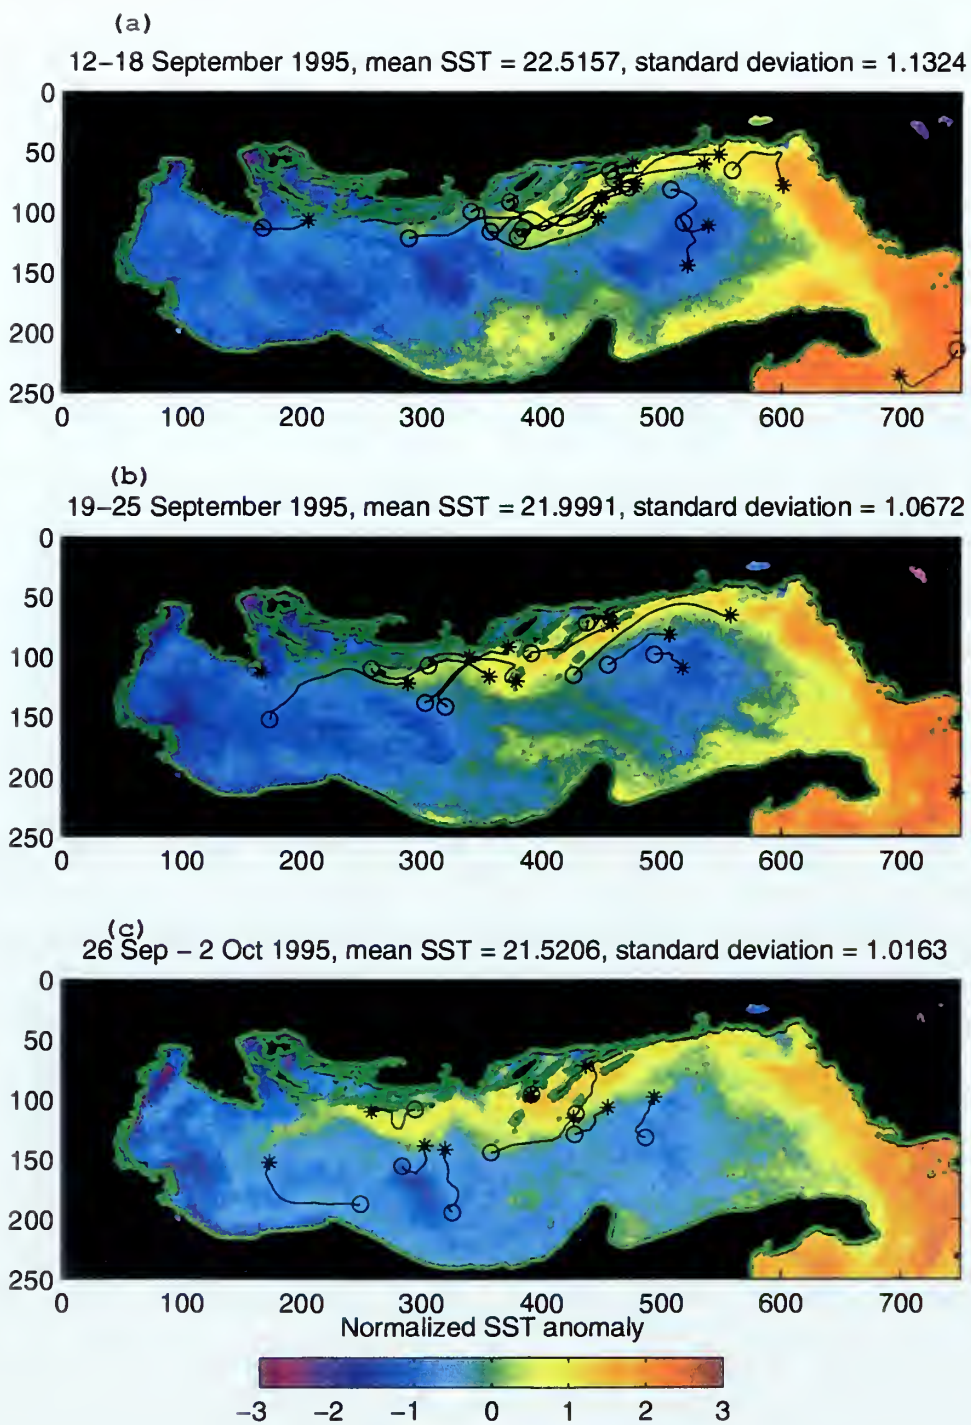 (a)
12–18 September 1995, mean SST = 22.5157, standard deviation = 1.1324
0
50
100
150
200
250
0 100 200 300 400 500 600 700
(b)
19–25 September 1995, mean SST = 21.9991, standard deviation = 1.0672
0
50
100
150
200
250
0 100 200 300 400 500 600 700
(c)
26 Sep – 2 Oct 1995, mean SST = 21.5206, standard deviation = 1.0163
0
50
100
150
200
250
0 100 200 300 400 500 600 700
Normalized SST anomaly
−3 −2 −1 0 1 2 3